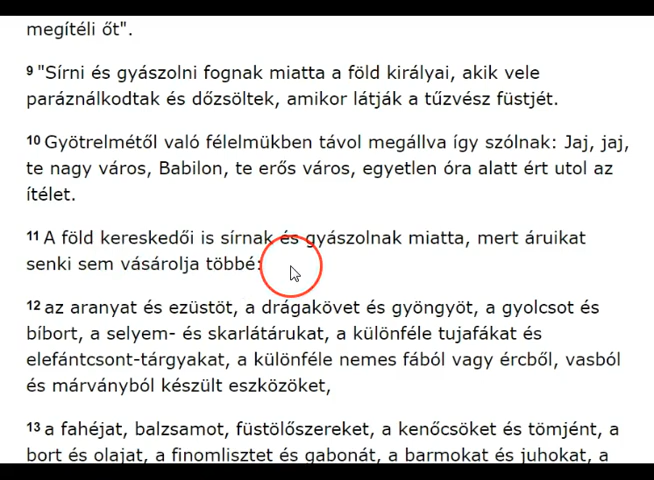 megítéli őt".
9 "Sírni és gyászolni fognak miatta a föld királyai, akik vele
paráználkodtak és dőzsöltek, amikor látják a tűzvész füstjét.
10 Gyötrelmétől való félelmükben távol megállva így szólnak: Jaj, jaj,
te nagy város, Babilon, te erős város, egyetlen óra alatt ért utol az
ítélet.
11 A föld kereskedői is sírnak és gyászolnak miatta, mert áruikat
senki sem vásárolja többé:
12 az aranyat és ezüstöt, a drágakövet és gyöngyöt, a gyolcsot és
bíbort, a selyem- és skarlátárukat, a különféle tujafákat és
elefántcsont-tárgyakat, a különféle nemes fából vagy ércből, vasból
és márványból készült eszközöket,
13 a fahéjat, balzsamot, füstölőszereket, a kenőcsöket és tömjént, a
bort és olajat, a finomlisztet és gabonát, a barmokat és juhokat, a